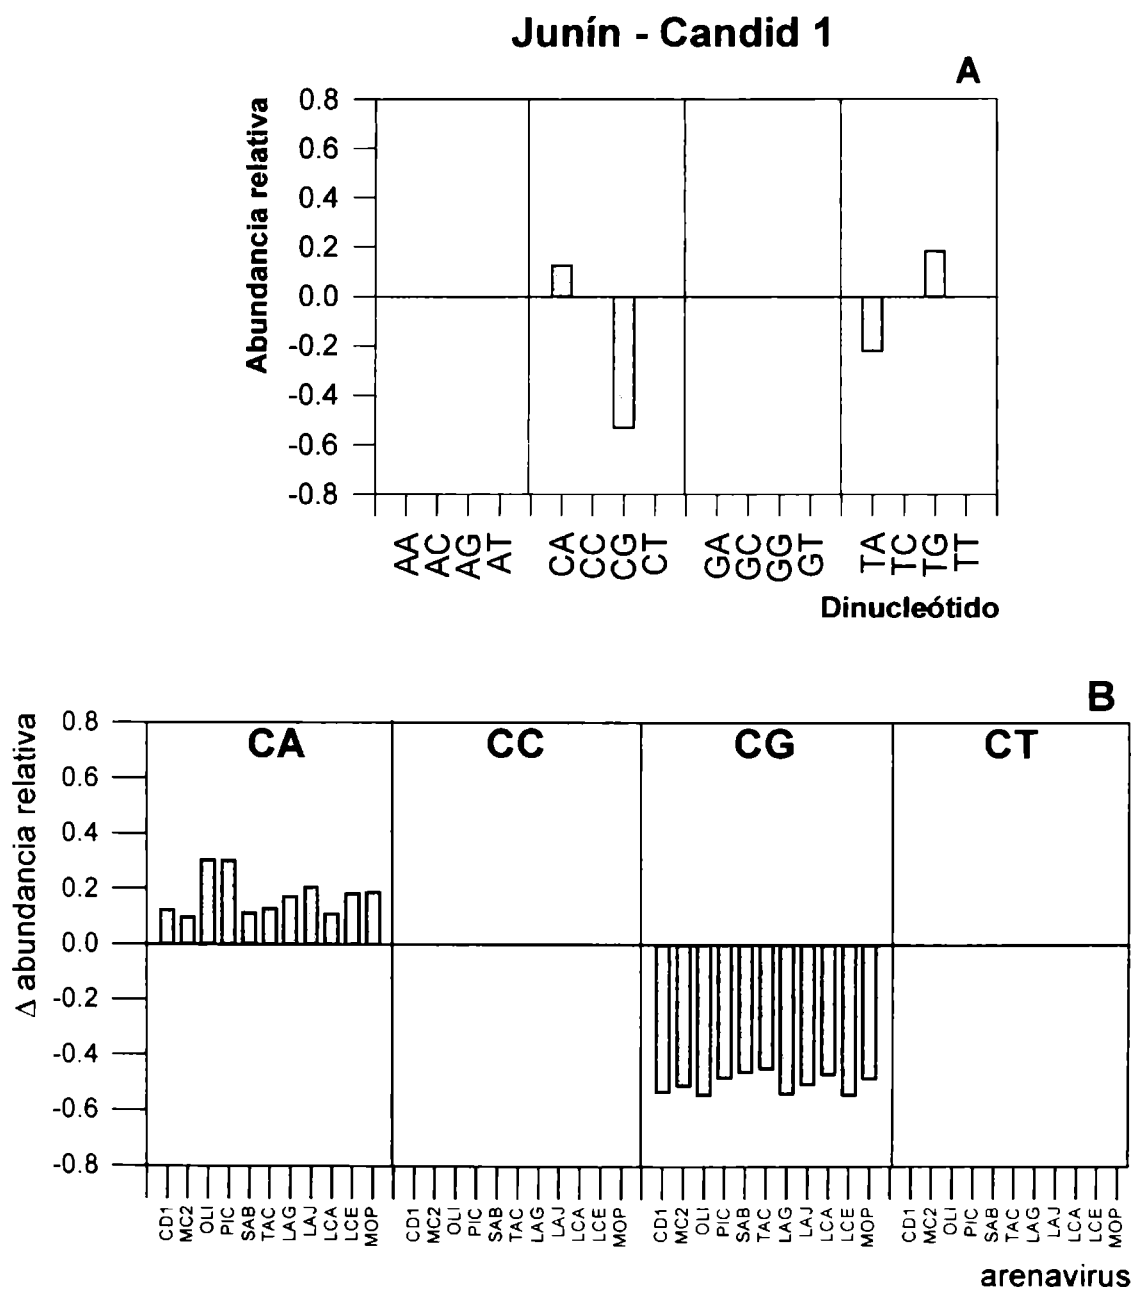 Junín - Candid 1
A
Abundancia relativa
0.8
0.6
0.4
0.2
0.0
-0.2
-0.4
-0.6
-0.8
AA AC AG AT CA CC CG CT GA GC GG GT TA TC TG TT
Dinucleótido
B
Δ abundancia relativa
0.8
0.6
0.4
0.2
0.0
-0.2
-0.4
-0.6
-0.8
CA CC CG CT
CD1 MC2 OLI PIC SAB TAC LAG LAJ LCA LCE MOP CD1 MC2 OLI PIC SAB TAC LAG LAJ LCA LCE MOP CD1 MC2 OLI PIC SAB TAC LAG LAJ LCA LCE MOP CD1 MC2 OLI PIC SAB TAC LAG LAJ LCA LCE MOP
arenavirus